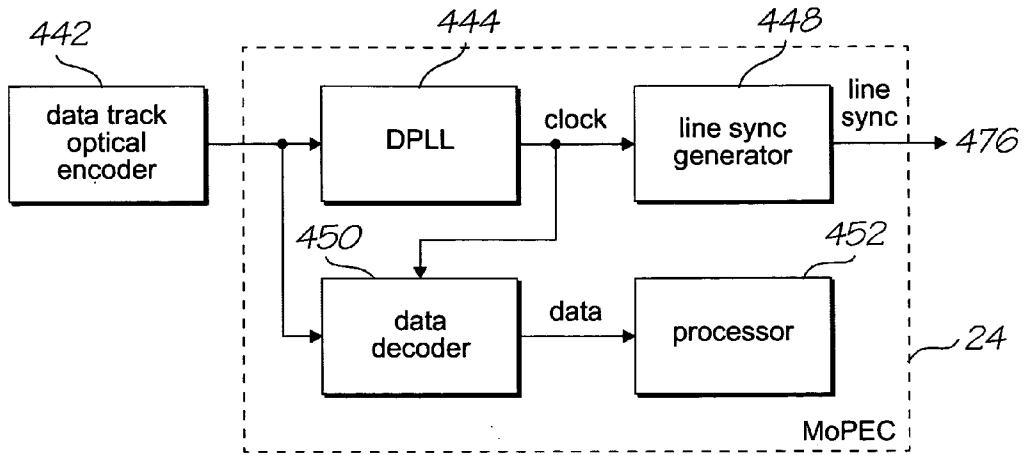 442
444
448
data track
optical
encoder
DPLL
clock
line sync
generator
line
sync
476
450
452
data
decoder
data
processor
24
MoPEC